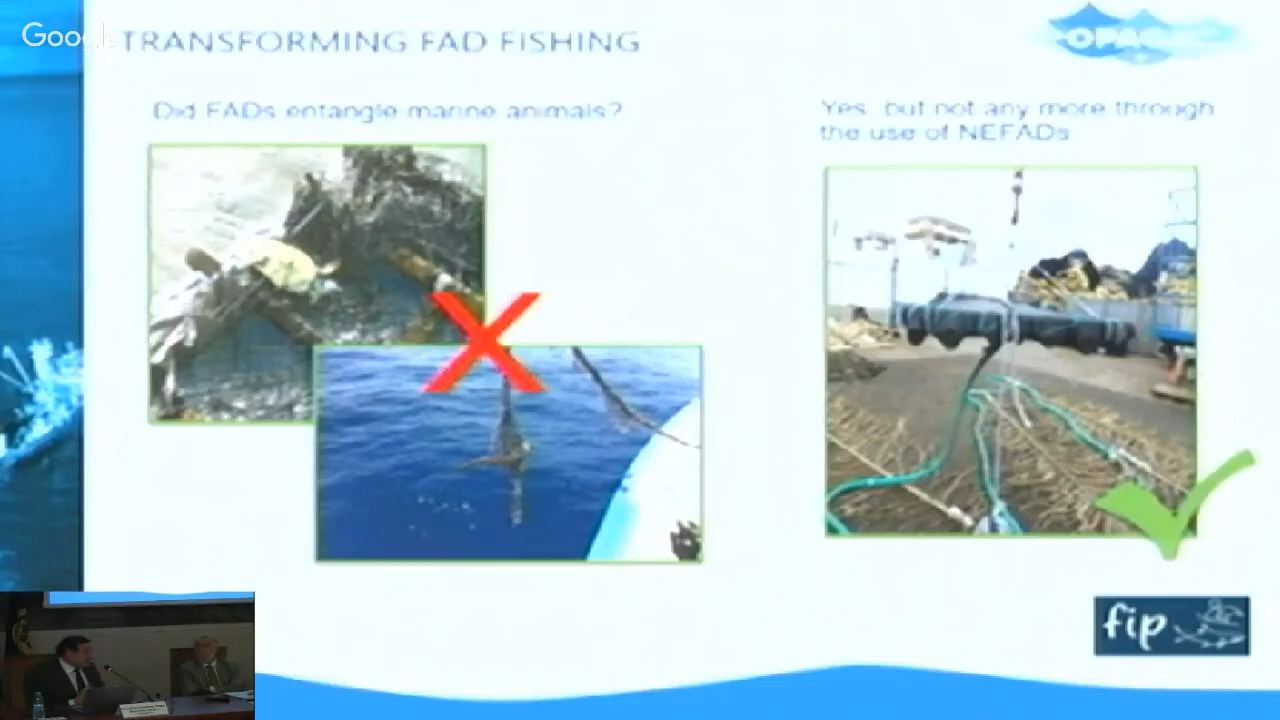 Google
TRANSFORMING FAD FISHING
OPAGAC
Did FADs entangle marine animals?
Yes, but not any more through
the use of NEFADs
fip